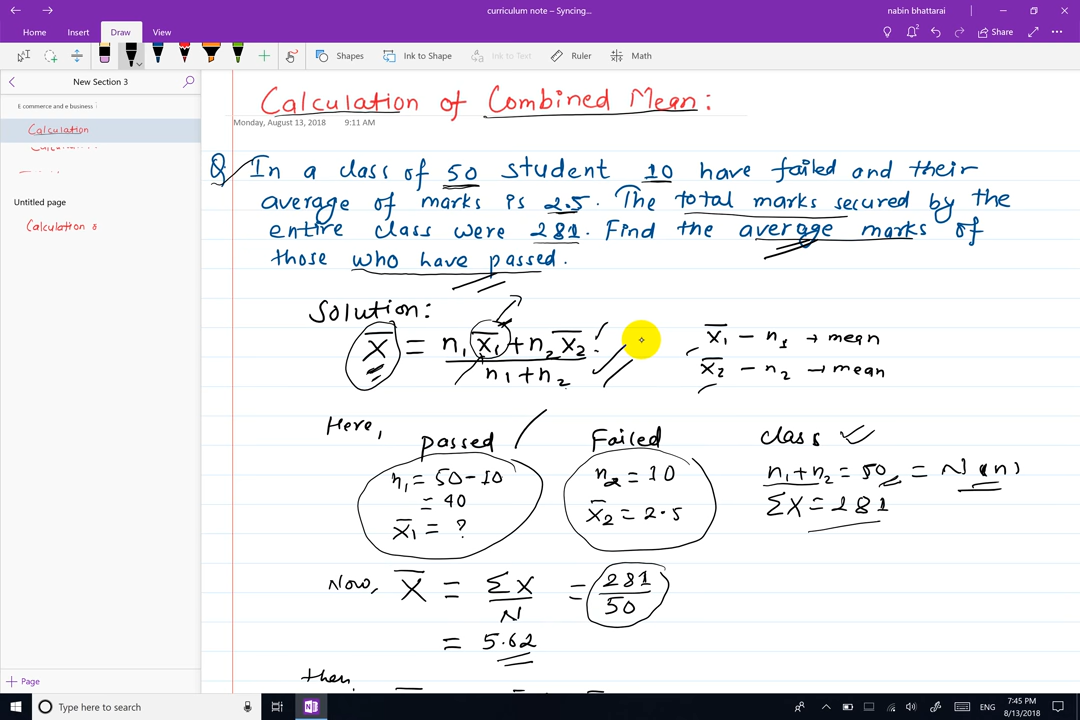 curriculum note – Syncing...
nabin bhattarai
Home
Insert
Draw
View
Share
Shapes
Ink to Shape
Ink to Text
Ruler
Math
New Section 3
E commerce and e business
Calculation
Untitled page
Calculation o
Page
Calculation of Combined Mean:
Monday, August 13, 2018 9:11 AM
Q In a class of 50 student 10 have failed and their
average of marks is 2.5. The total marks secured by the
entire class were 281. Find the average marks of
those who have passed.
Solution:
X̅ = (n₁X̅₁ + n₂X̅₂) / (n₁ + n₂)
X̅₁ – n₁ → mean
X̅₂ – n₂ → mean
Here,
passed
n₁ = 50 – 10
= 40
X̅₁ = ?
Failed
n₂ = 10
X̅₂ = 2.5
class
n₁ + n₂ = 50 = N (n)
ΣX = 281
Now, X̅ = ΣX / N = 281 / 50
= 5.62
then,
Type here to search
ENG
7:45 PM
8/13/2018